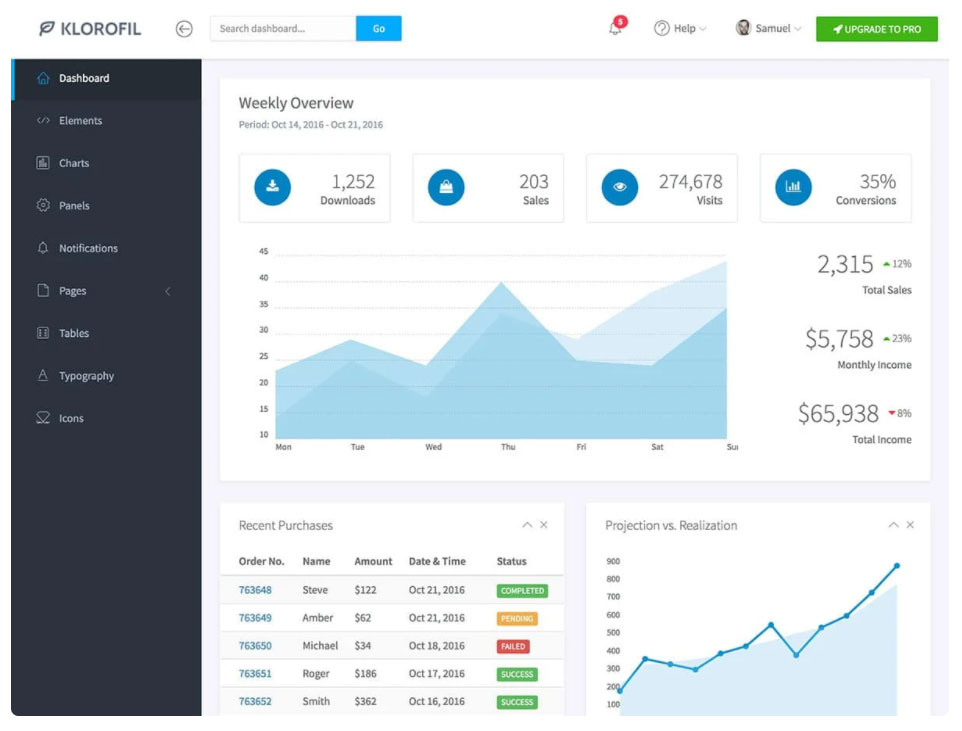 KLOROFIL
Search dashboard...
Go
5
Help
Samuel
UPGRADE TO PRO
Dashboard
Elements
Charts
Panels
Notifications
Pages
Tables
Typography
Icons
Weekly Overview
Period: Oct 14, 2016 - Oct 21, 2016
1,252
Downloads
203
Sales
274,678
Visits
35%
Conversions
45
40
35
30
25
20
15
10
Mon Tue Wed Thu Fri Sat Sun
2,315 12%
Total Sales
$5,758 23%
Monthly Income
$65,938 8%
Total Income
Recent Purchases
Order No. Name Amount Date & Time Status
763648 Steve $122 Oct 21, 2016 COMPLETED
763649 Amber $62 Oct 21, 2016 PENDING
763650 Michael $34 Oct 18, 2016 FAILED
763651 Roger $186 Oct 17, 2016 SUCCESS
763652 Smith $362 Oct 16, 2016 SUCCESS
Projection vs. Realization
900
800
700
600
500
400
300
200
100